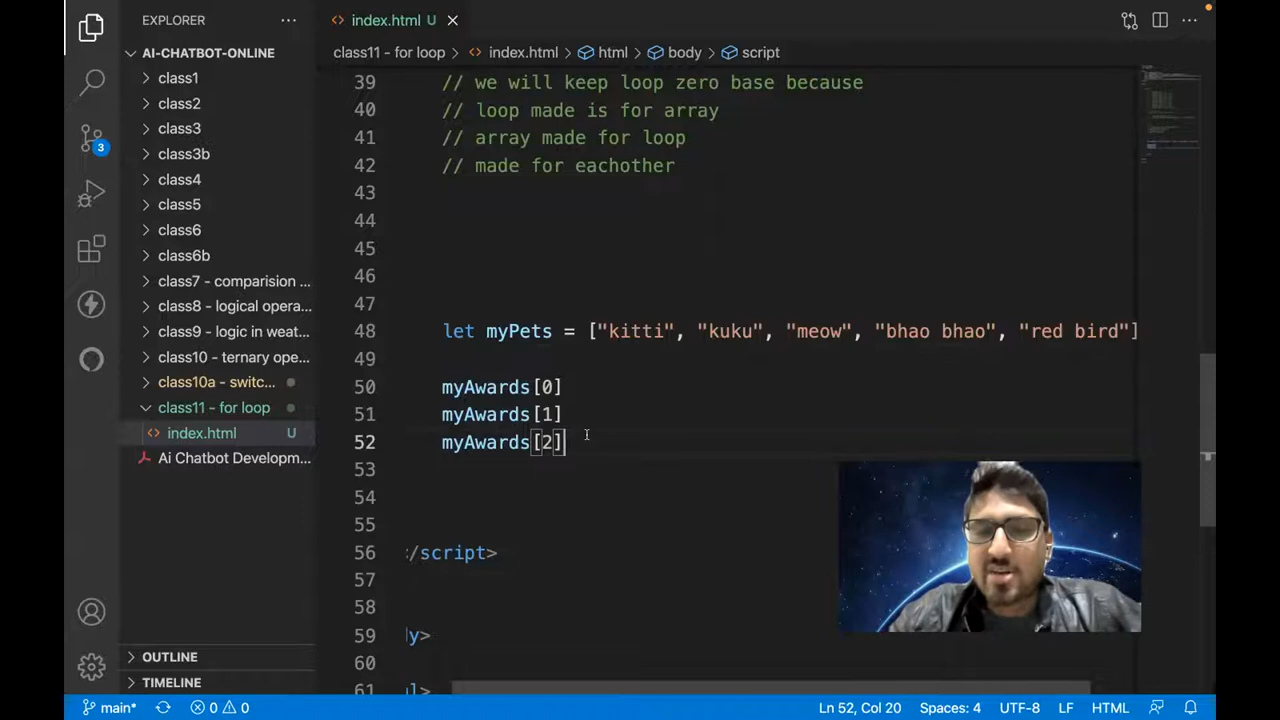 EXPLORER
AI-CHATBOT-ONLINE
class1
class2
class3
class3b
class4
class5
class6
class6b
class7 - comparision ...
class8 - logical opera...
class9 - logic in weat...
class10 - ternary ope...
class10a - switc...
class11 - for loop
<> index.html U
Ai Chatbot Developm...
OUTLINE
TIMELINE
3
<> index.html U
class11 - for loop > <> index.html > html > body > script
39 // we will keep loop zero base because
40 // loop made is for array
41 // array made for loop
42 // made for eachother
43
44
45
46
47
48 let myPets = ["kitti", "kuku", "meow", "bhao bhao", "red bird"]
49
50 myAwards[0]
51 myAwards[1]
52 myAwards[2]
53
54
55
56 </script>
57
58
59 y>
60
61 l>
main* 0 0 Ln 52, Col 20 Spaces: 4 UTF-8 LF HTML